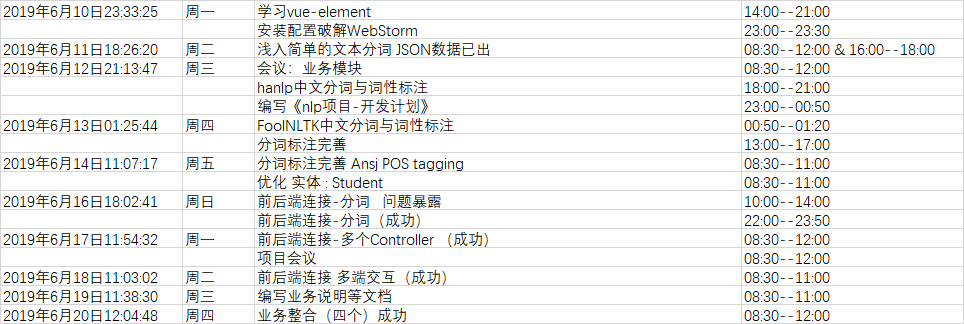 2019年6月10日23:33:25 周一 学习vue-element 14:00--21:00
安装配置破解WebStorm 23:00--23:30
2019年6月11日18:26:20 周二 浅入简单的文本分词 JSON数据已出 08:30--12:00 & 16:00--18:00
2019年6月12日21:13:47 周三 会议：业务模块 08:30--12:00
hanlp中文分词与词性标注 18:00--21:00
编写《nlp项目-开发计划》 23:00--00:50
2019年6月13日01:25:44 周四 FoolNLTK中文分词与词性标注 00:50--01:20
分词标注完善 13:00--17:00
2019年6月14日11:07:17 周五 分词标注完善 Ansj POS tagging 08:30--11:00
优化 实体 : Student 08:30--11:00
2019年6月16日18:02:41 周日 前后端连接-分词 问题暴露 10:00--14:00
前后端连接-分词（成功） 22:00--23:50
2019年6月17日11:54:32 周一 前后端连接-多个Controller （成功） 08:30--12:00
项目会议 08:30--12:00
2019年6月18日11:03:02 周二 前后端连接 多端交互（成功） 08:30--11:00
2019年6月19日11:38:30 周三 编写业务说明等文档 08:30--11:00
2019年6月20日12:04:48 周四 业务整合（四个）成功 08:30--12:00